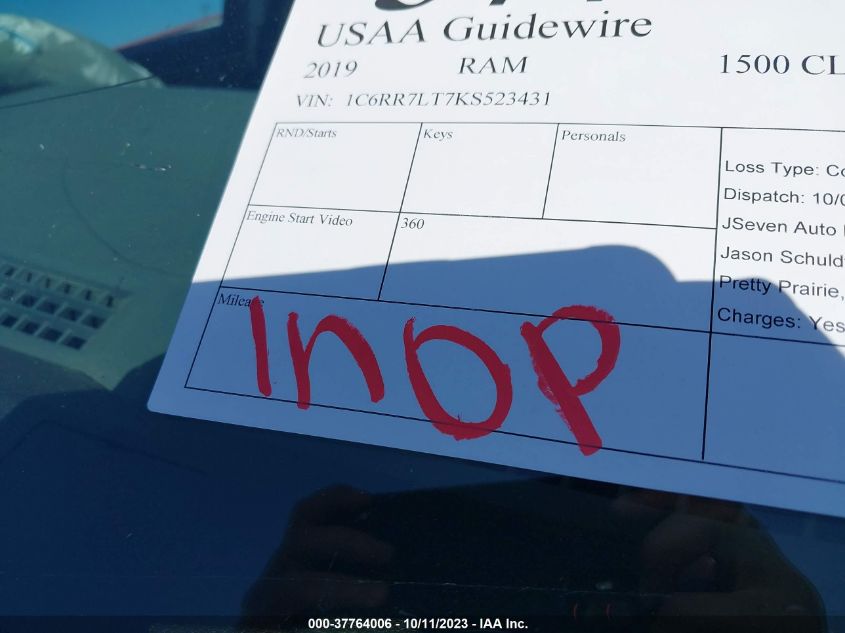 USAA Guidewire
2019 RAM 1500 CL
VIN: 1C6RR7LT7KS523431
RND/Starts Keys Personals
Loss Type: Co
Dispatch: 10/0
Engine Start Video 360
JSeven Auto
Jason Schuld
Pretty Prairie,
Charges: Yes
Mileage
INOP
000-37764006 - 10/11/2023 - IAA Inc.